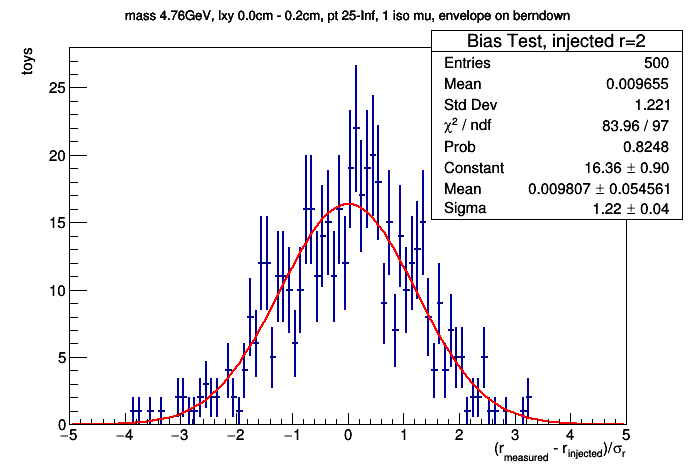 mass 4.76GeV, lxy 0.0cm - 0.2cm, pt 25-Inf, 1 iso mu, envelope on berndown
Bias Test, injected r=2
Entries 500
Mean 0.009655
Std Dev 1.221
χ² / ndf 83.96 / 97
Prob 0.8248
Constant 16.36 ± 0.90
Mean 0.009807 ± 0.054561
Sigma 1.22 ± 0.04
toys
25
20
15
10
5
0
−5 −4 −3 −2 −1 0 1 2 3 4 5
(r_measured - r_injected)/σ_r